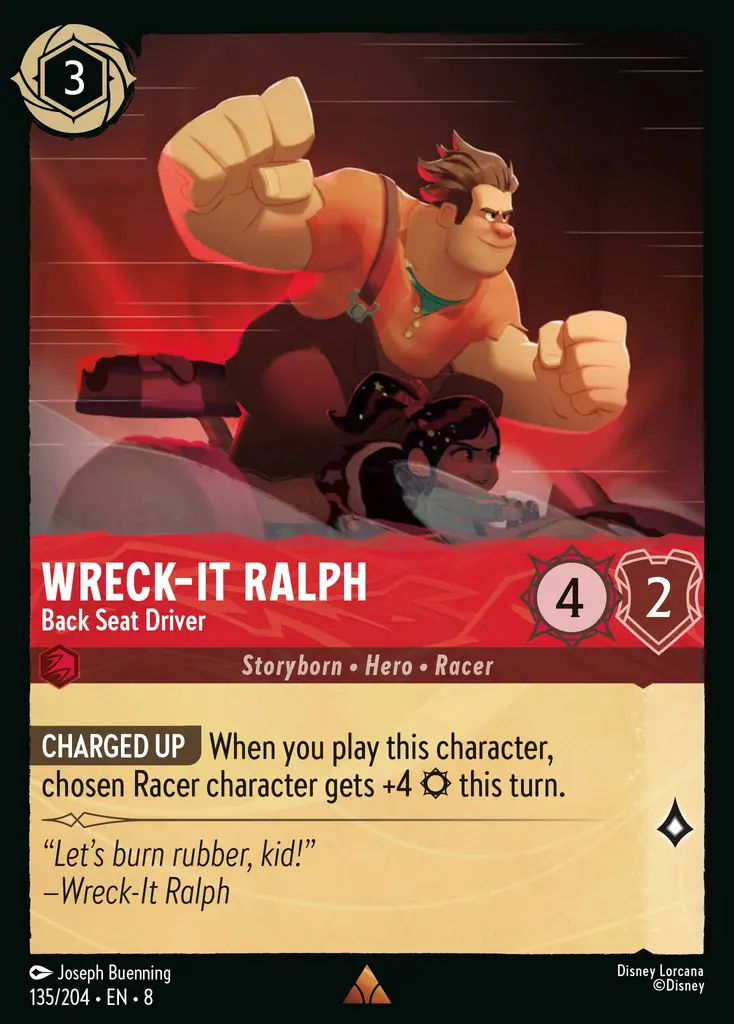 3
WRECK-IT RALPH
Back Seat Driver
4
2
Storyborn • Hero • Racer
CHARGED UP When you play this character,
chosen Racer character gets +4 this turn.
“Let’s burn rubber, kid!”
–Wreck-It Ralph
Joseph Buenning
135/204 • EN • 8
Disney Lorcana
©Disney